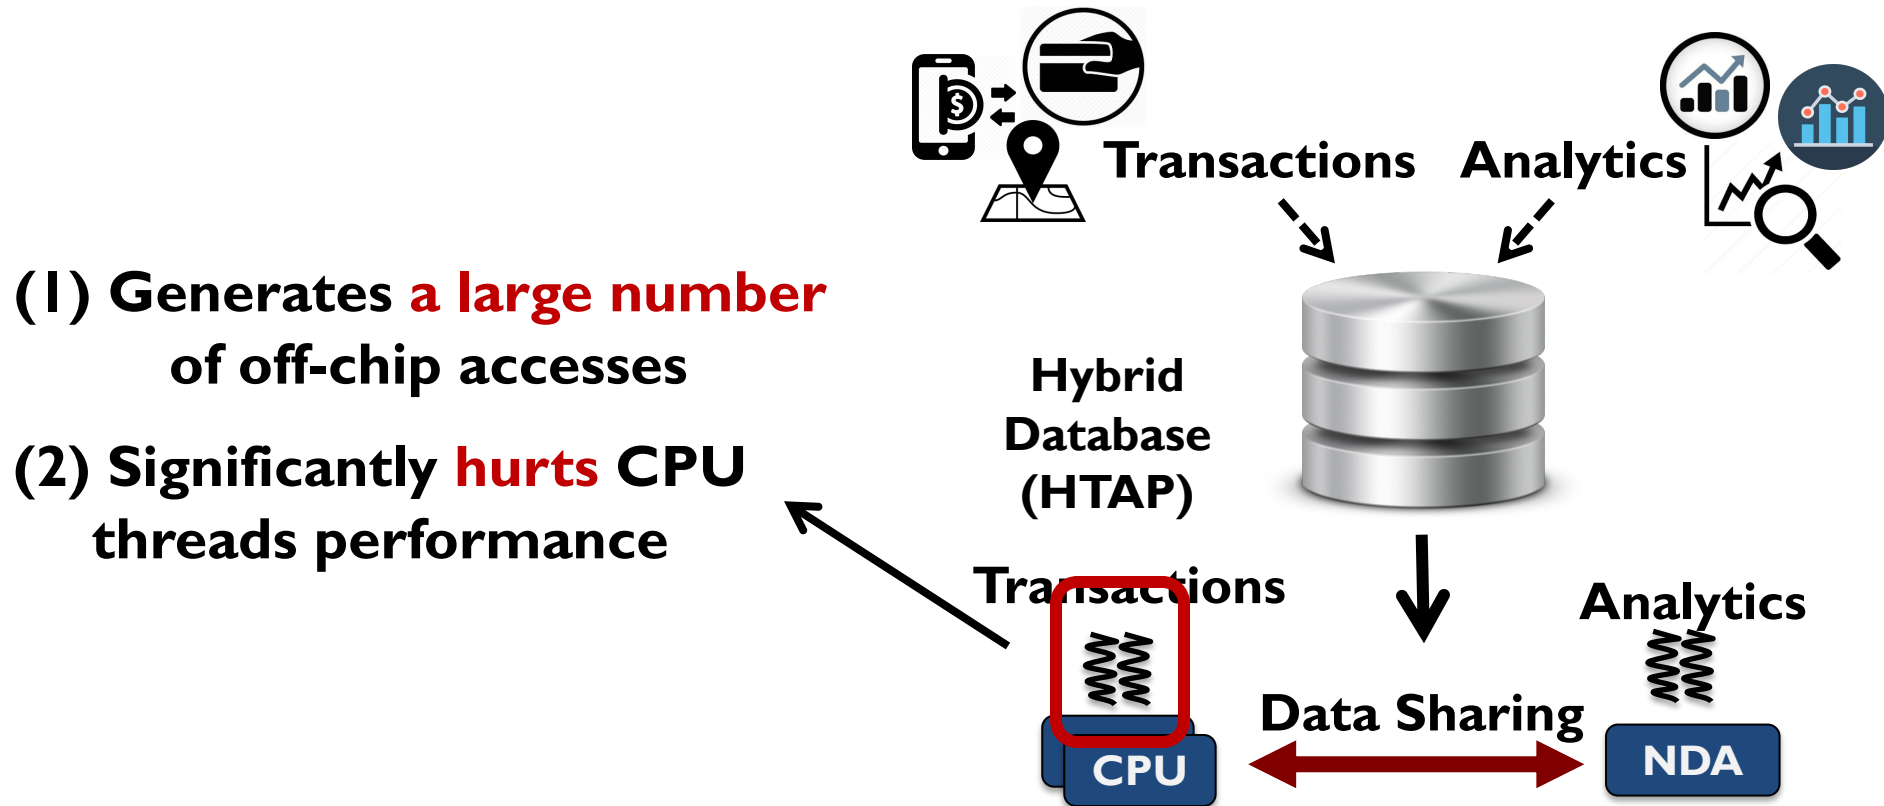 Transactions
Analytics
(1) Generates a large number
of off-chip accesses
(2) Significantly hurts CPU
threads performance
Hybrid
Database
(HTAP)
$
Transactions
Analytics
Data Sharing
CPU
NDA